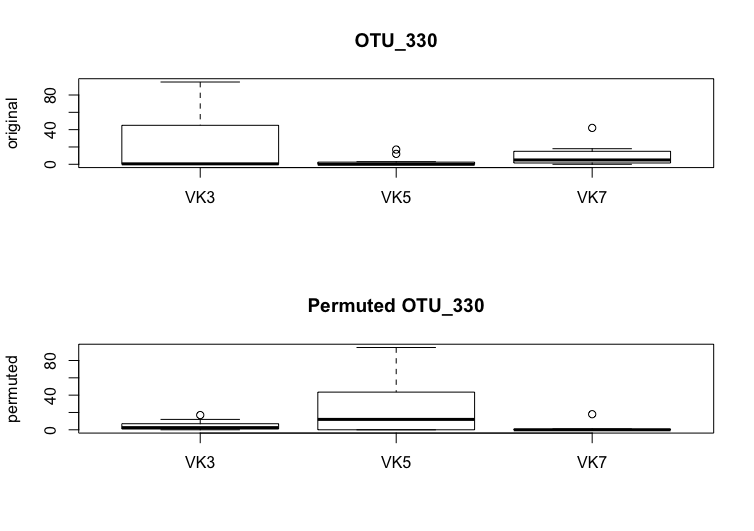 OTU_330
original
0 40 80
VK3 VK5 VK7
Permuted OTU_330
permuted
0 40 80
VK3 VK5 VK7